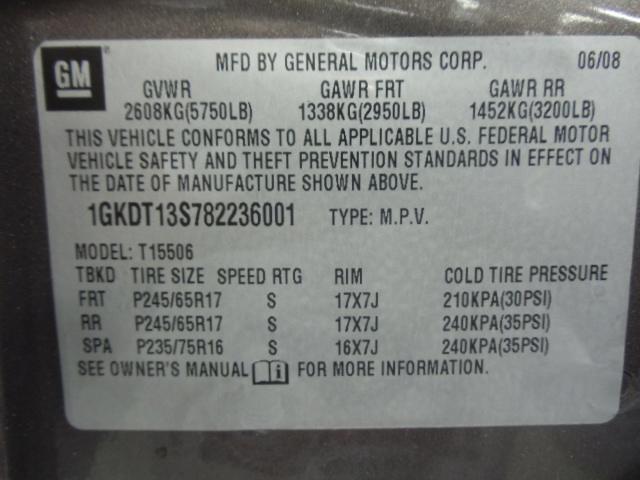 GM MFD BY GENERAL MOTORS CORP. 06/08
GVWR GAWR FRT GAWR RR
2608KG(5750LB) 1338KG(2950LB) 1452KG(3200LB)
THIS VEHICLE CONFORMS TO ALL APPLICABLE U.S. FEDERAL MOTOR
VEHICLE SAFETY AND THEFT PREVENTION STANDARDS IN EFFECT ON
THE DATE OF MANUFACTURE SHOWN ABOVE.
1GKDT13S782236001 TYPE: M.P.V.
MODEL: T15506
TBKD TIRE SIZE SPEED RTG RIM COLD TIRE PRESSURE
FRT P245/65R17 S 17X7J 210KPA(30PSI)
RR P245/65R17 S 17X7J 240KPA(35PSI)
SPA P235/75R16 S 16X7J 240KPA(35PSI)
SEE OWNER'S MANUAL i FOR MORE INFORMATION.